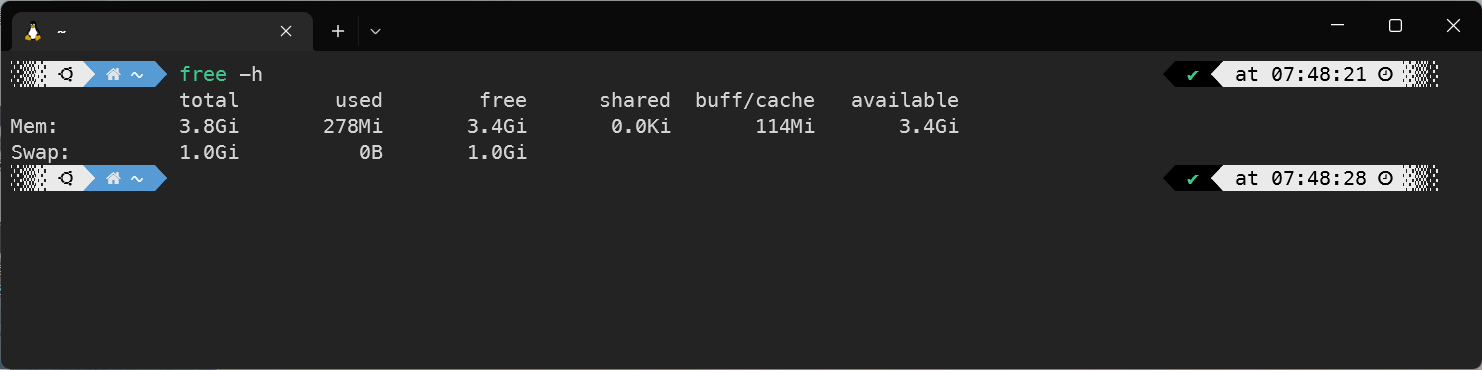 ~
~ free -h ✔ at 07:48:21
total used free shared buff/cache available
Mem: 3.8Gi 278Mi 3.4Gi 0.0Ki 114Mi 3.4Gi
Swap: 1.0Gi 0B 1.0Gi
~ ✔ at 07:48:28